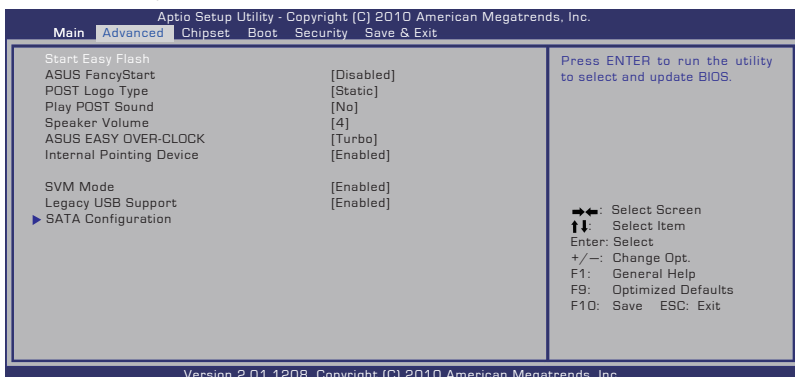 Aptio Setup Utility - Copyright (C) 2010 American Megatrends, Inc.
Main Advanced Chipset Boot Security Save & Exit
Start Easy Flash
ASUS FancyStart [Disabled]
POST Logo Type [Static]
Play POST Sound [No]
Speaker Volume [4]
ASUS EASY OVER-CLOCK [Turbo]
Internal Pointing Device [Enabled]
SVM Mode [Enabled]
Legacy USB Support [Enabled]
SATA Configuration
Press ENTER to run the utility
to select and update BIOS.
→←: Select Screen
↑↓: Select Item
Enter: Select
+/—: Change Opt.
F1: General Help
F9: Optimized Defaults
F10: Save ESC: Exit
Version 2.01.1208. Copyright (C) 2010 American Megatrends, Inc.